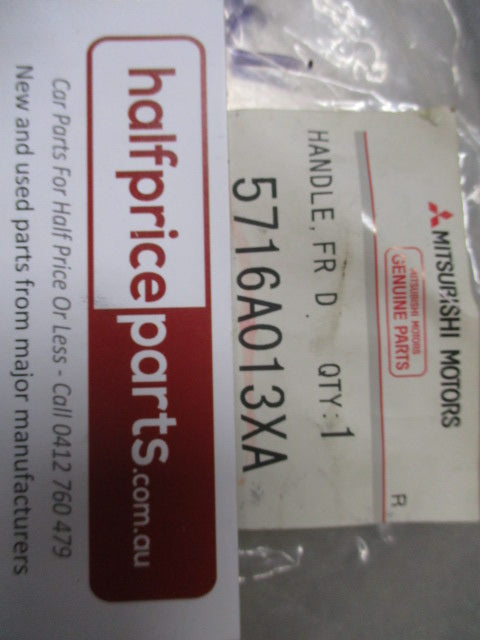 MITSUBISHI MOTORS
MITSUBISHI MOTORS
GENUINE PARTS
R
HANDLE, FR D. QTY: 1
5716A013XA
halfpriceparts.com.au
Car Parts For Half Price Or Less - Call 0412 760 479
New and used parts from major manufacturers